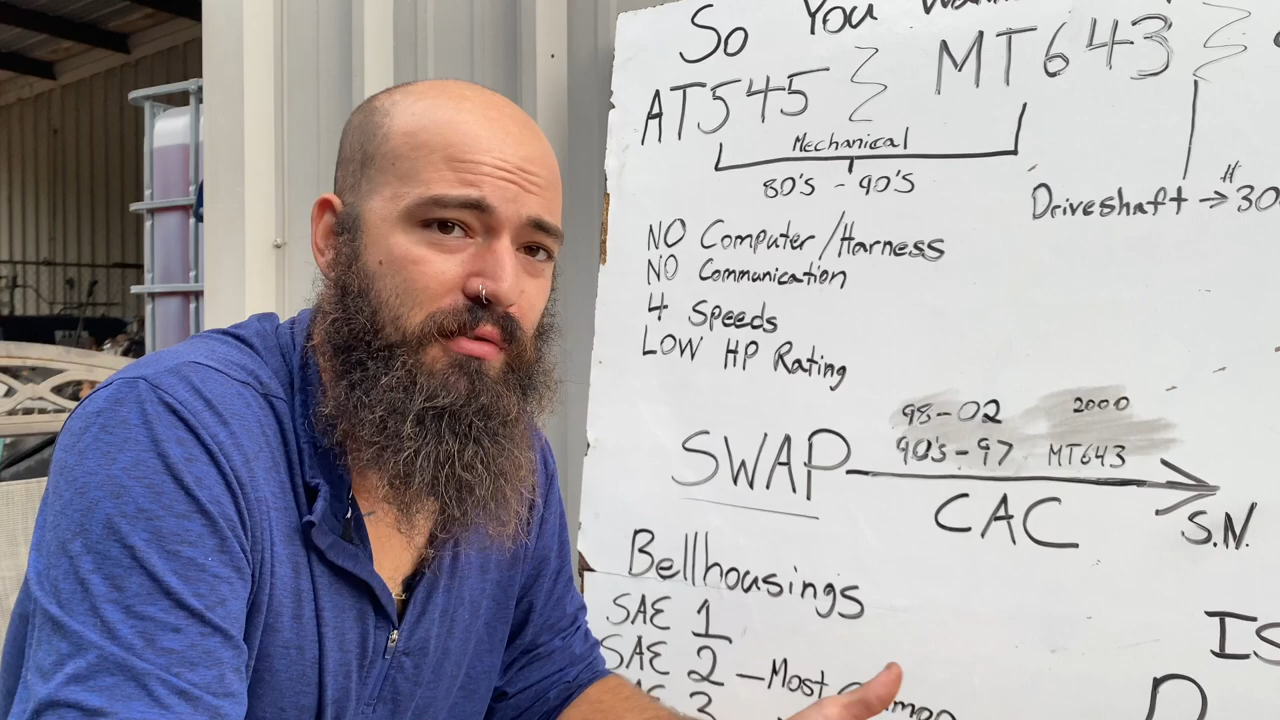 So You
AT545 } MT643 }
Mechanical
80'S - 90'S
Driveshaft → #30
NO Computer/Harness
NO Communication
4 Speeds
LOW HP Rating
98-02 2000
90's-97 MT643
SWAP
CAC
S.N.
Bellhousings
SAE 1
SAE 2 - Most
3
IS